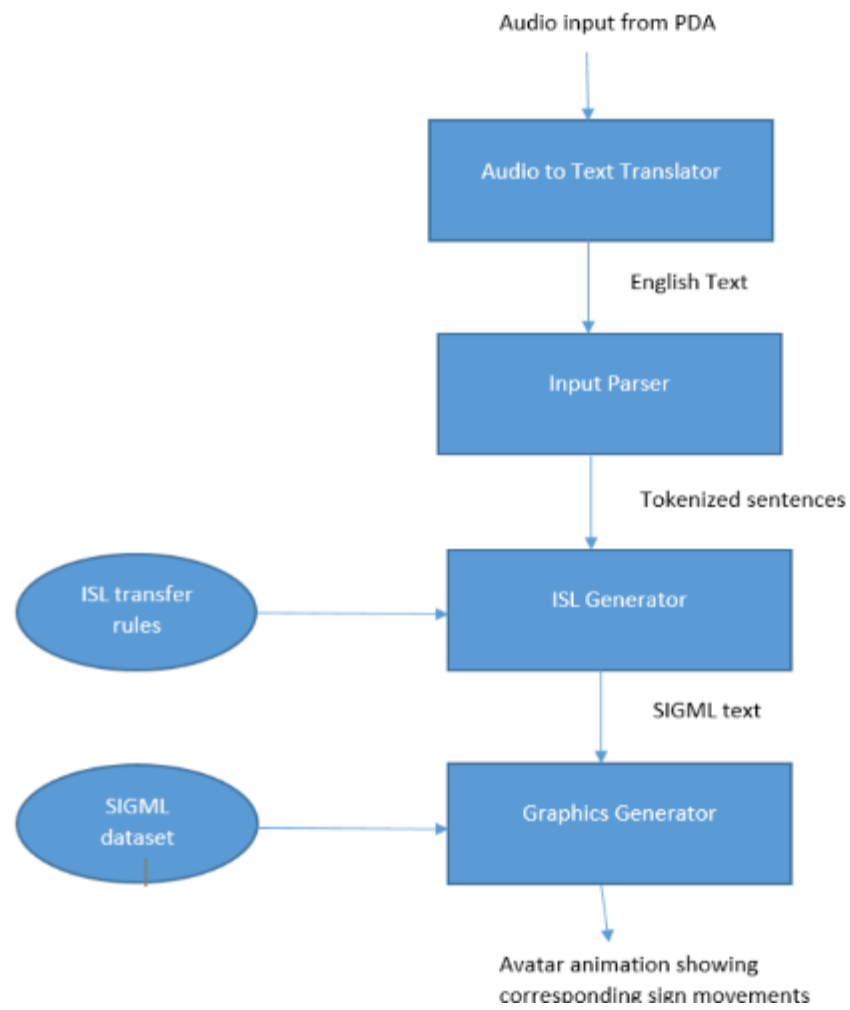 Audio input from PDA
Audio to Text Translator
English Text
Input Parser
Tokenized sentences
ISL transfer
rules
ISL Generator
SIGML text
SIGML
dataset
Graphics Generator
Avatar animation showing
corresponding sign movements